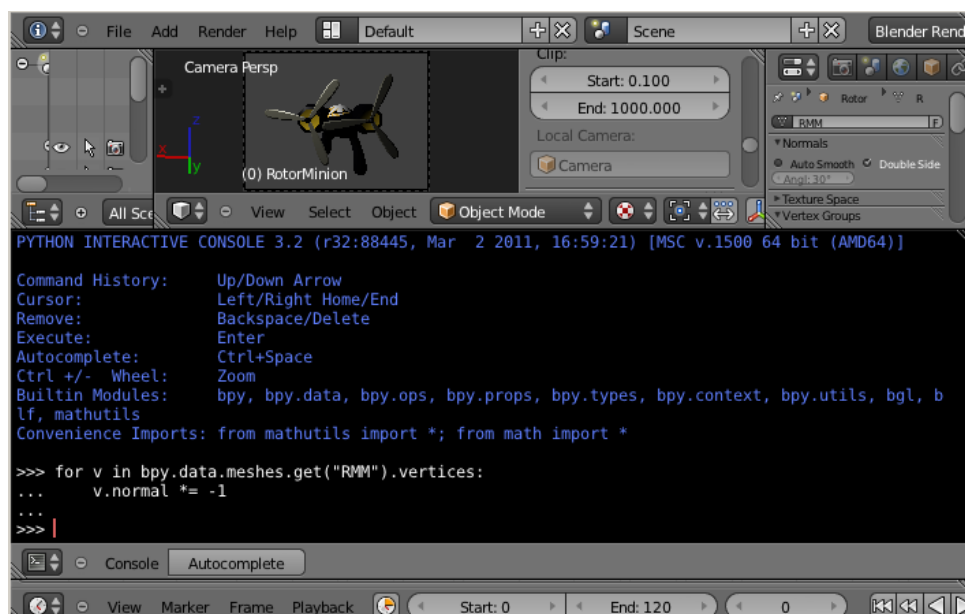 File Add Render Help Default Scene Blender Rend
Camera Persp
z
x
y
(0) RotorMinion
Clip:
Start: 0.100
End: 1000.000
Local Camera:
Camera
Rotor R
RMM F
Normals
Auto Smooth Double Side
Angl: 30°
Texture Space
Vertex Groups
All Sce View Select Object Object Mode
PYTHON INTERACTIVE CONSOLE 3.2 (r32:88445, Mar  2 2011, 16:59:21) [MSC v.1500 64 bit (AMD64)]
Command History: Up/Down Arrow
Cursor: Left/Right Home/End
Remove: Backspace/Delete
Execute: Enter
Autocomplete: Ctrl+Space
Ctrl +/-  Wheel: Zoom
Builtin Modules: bpy, bpy.data, bpy.ops, bpy.props, bpy.types, bpy.context, bpy.utils, bgl, b
lf, mathutils
Convenience Imports: from mathutils import *; from math import *
>>> for v in bpy.data.meshes.get("RMM").vertices:
...     v.normal *= -1
...
>>>
Console Autocomplete
View Marker Frame Playback Start: 0 End: 120 0